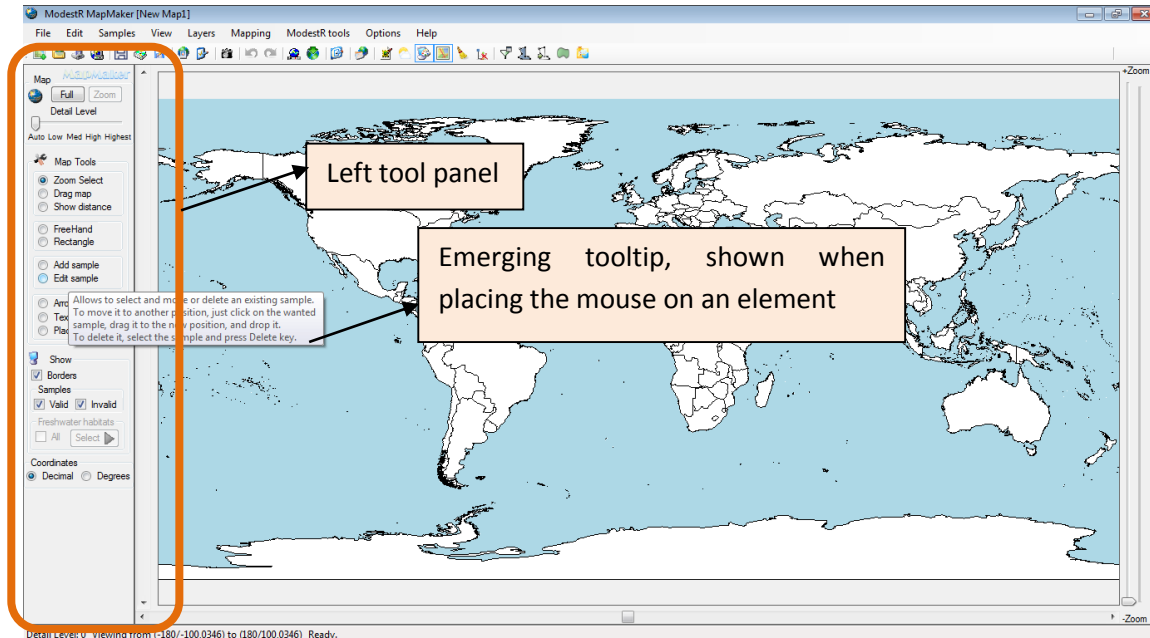 ModestR MapMaker [New Map1]
File Edit Samples View Layers Mapping ModestR tools Options Help
MapMaker
Map
Full Zoom
Detail Level
Auto Low Med High Highest
Map Tools
Zoom Select
Drag map
Show distance
FreeHand
Rectangle
Add sample
Edit sample
Arro
Tex
Plac
Allows to select and move or delete an existing sample.
To move it to another position, just click on the wanted
sample, drag it to the new position, and drop it.
To delete it, select the sample and press Delete key.
Show
Borders
Samples
Valid Invalid
Freshwater habitats
All Select
Coordinates
Decimal Degrees
Left tool panel
Emerging tooltip, shown when
placing the mouse on an element
+Zoom
-Zoom
Detail Level: 0 Viewing from (-180/-100.0346) to (180/100.0346) Ready.